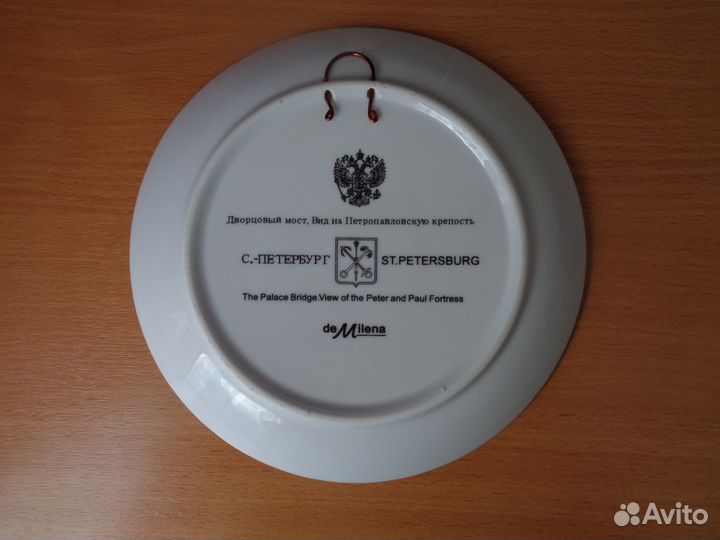 Дворцовый мост. Вид на Петропавловскую крепость
С.-ПЕТЕРБУРГ ST.PETERSBURG
The Palace Bridge.View of the Peter and Paul Fortress
deMilena
Avito